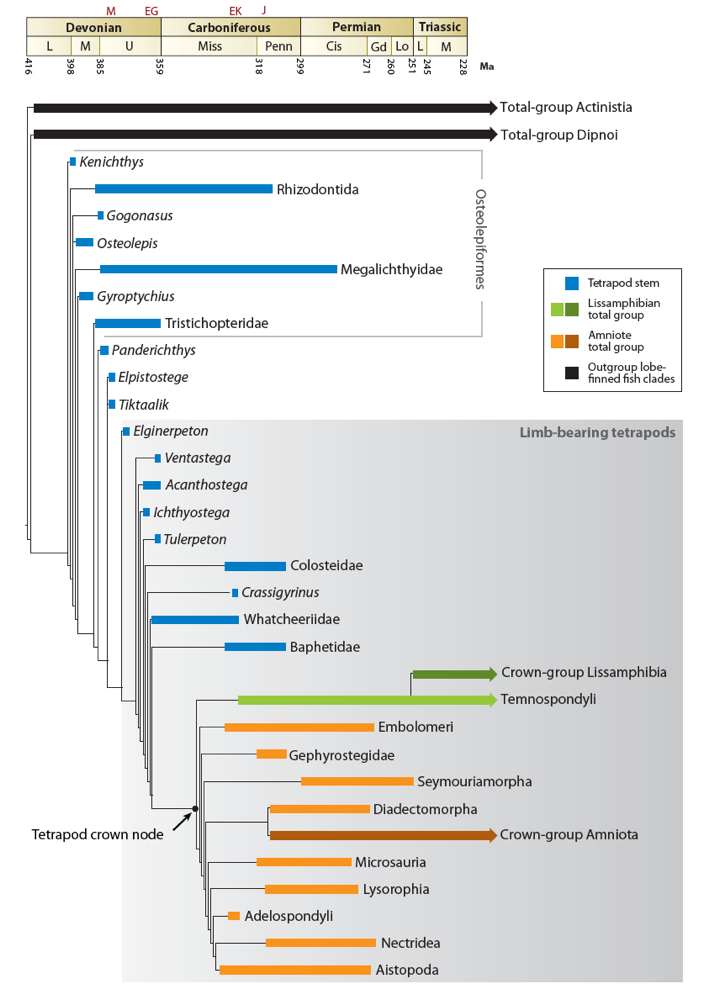 M EG EK J
Devonian Carboniferous Permian Triassic
L M U Miss Penn Cis Gd Lo L M
416 398 385 359 318 299 271 260 251 245 228 Ma
Total-group Actinistia
Total-group Dipnoi
Kenichthys
Rhizodontida
Gogonasus
Osteolepis
Megalichthyidae
Gyroptychius
Tristichopteridae
Osteolepiformes
Panderichthys
Elpistostege
Tiktaalik
Tetrapod stem
Lissamphibian
total group
Amniote
total group
Outgroup lobe-
finned fish clades
Elginerpeton
Limb-bearing tetrapods
Ventastega
Acanthostega
Ichthyostega
Tulerpeton
Colosteidae
Crassigyrinus
Whatcheeriidae
Baphetidae
Crown-group Lissamphibia
Temnospondyli
Embolomeri
Gephyrostegidae
Seymouriamorpha
Diadectomorpha
Tetrapod crown node
Crown-group Amniota
Microsauria
Lysorophia
Adelospondyli
Nectridea
Aistopoda